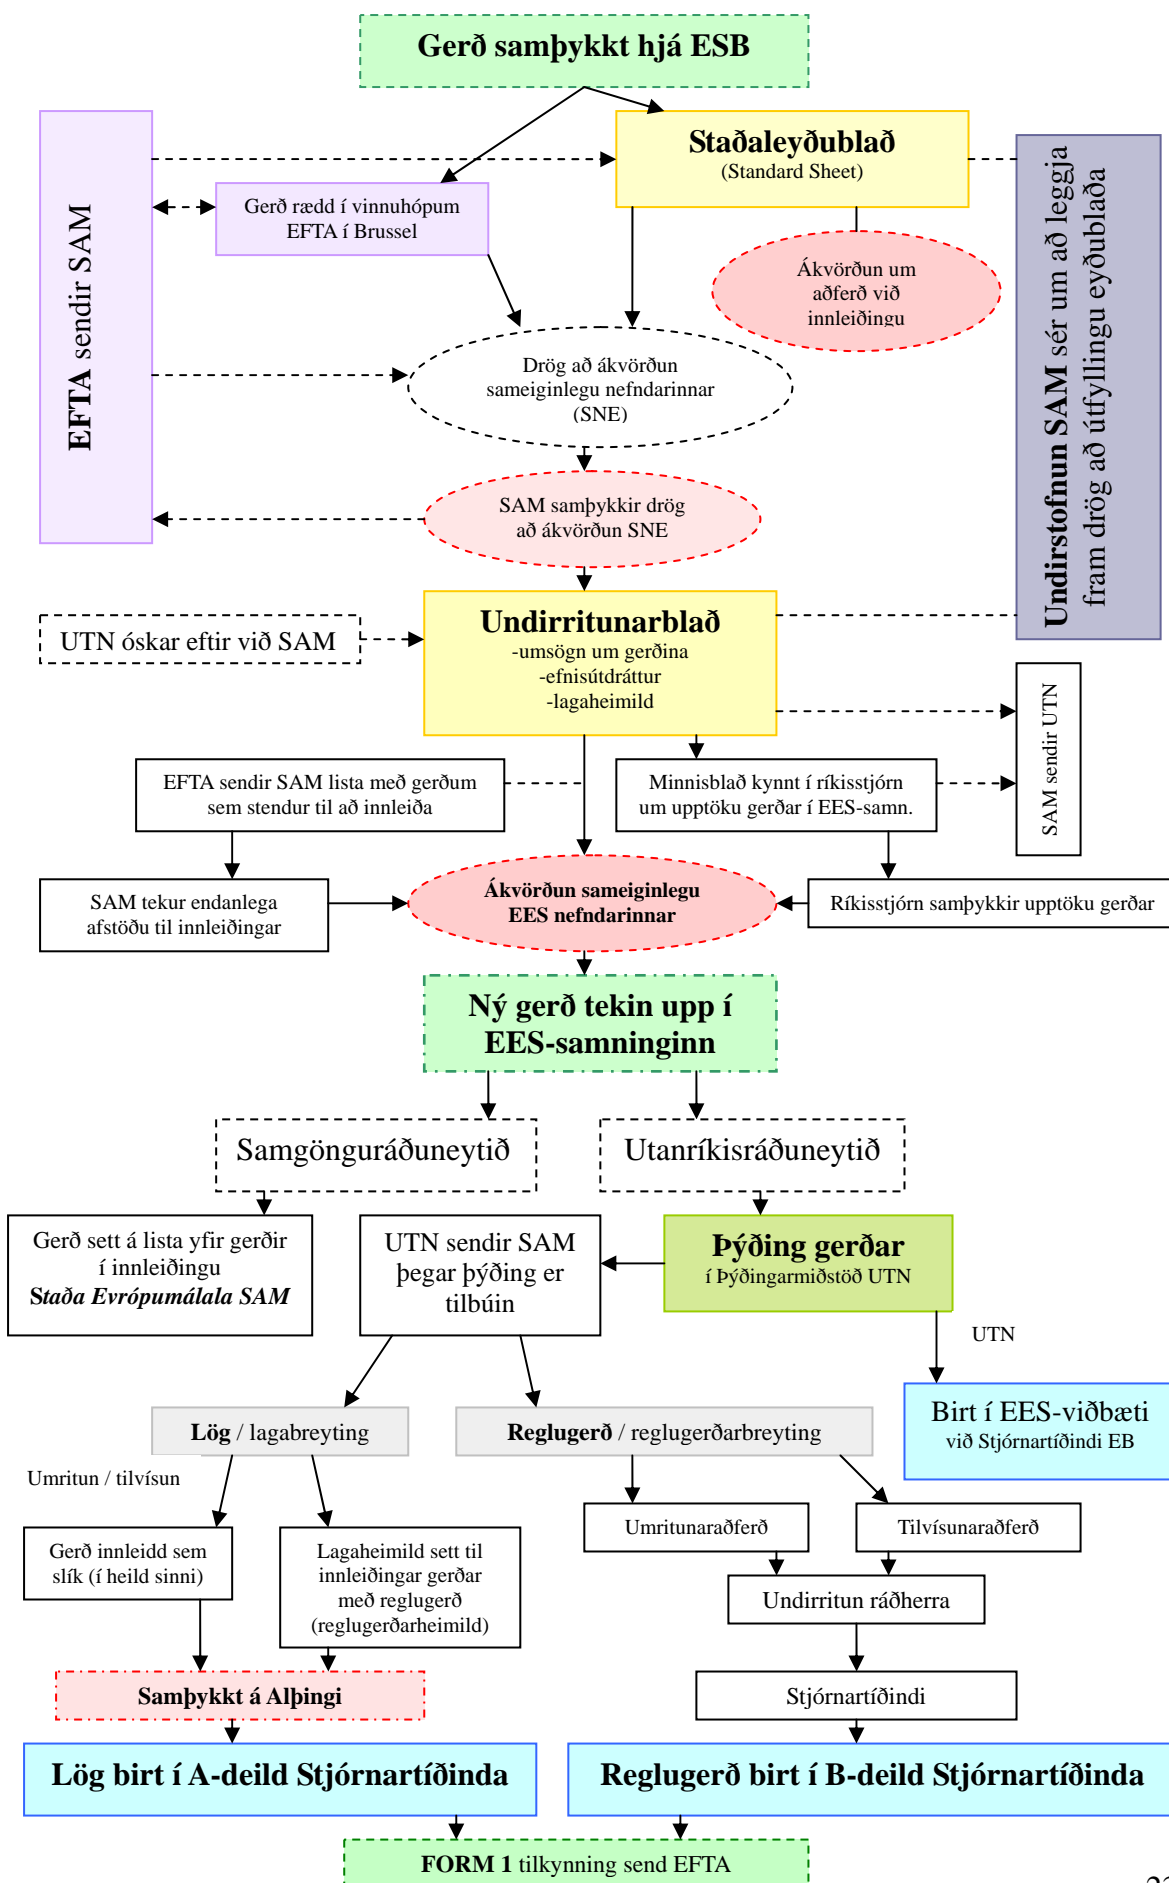 Gerð samþykkt hjá ESB
EFTA sendir SAM
Staðaleyðublað
(Standard Sheet)
Undirstofnun SAM sér um að leggja
fram drög að útfyllingu eyðublaða
Gerð rædd í vinnuhópum
EFTA í Brussel
Ákvörðun um
aðferð við
innleiðingu
Drög að ákvörðun
sameiginlegu nefndarinnar
(SNE)
SAM samþykkir drög
að ákvörðun SNE
UTN óskar eftir við SAM
Undirritunarblað
-umsögn um gerðina
-efnisútdráttur
-lagaheimild
SAM sendir UTN
EFTA sendir SAM lista með gerðum
sem stendur til að innleiða
Minnisblað kynnt í ríkisstjórn
um upptöku gerðar í EES-samn.
SAM tekur endanlega
afstöðu til innleiðingar
Ákvörðun sameiginlegu
EES nefndarinnar
Ríkisstjórn samþykkir upptöku gerðar
Ný gerð tekin upp í
EES-samninginn
Samgönguráðuneytið
Utanríkisráðuneytið
Gerð sett á lista yfir gerðir
í innleiðingu
Staða Evrópumálala SAM
UTN sendir SAM
þegar þýðing er
tilbúin
Þýðing gerðar
í Þýðingarmiðstöð UTN
UTN
Birt í EES-viðbæti
við Stjórnartíðindi EB
Lög / lagabreyting
Reglugerð / reglugerðarbreyting
Umritun / tilvísun
Gerð innleidd sem
slík (í heild sinni)
Lagaheimild sett til
innleiðingar gerðar
með reglugerð
(reglugerðarheimild)
Umritunaraðferð
Tilvísunaraðferð
Undirritun ráðherra
Samþykkt á Alþingi
Stjórnartíðindi
Lög birt í A-deild Stjórnartíðinda
Reglugerð birt í B-deild Stjórnartíðinda
FORM 1 tilkynning send EFTA